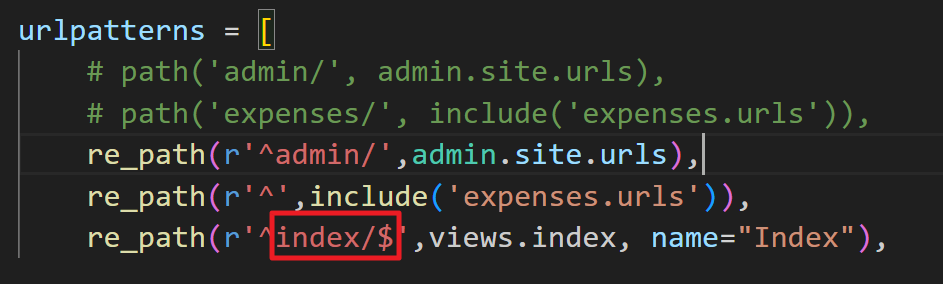 urlpatterns = [
    # path('admin/', admin.site.urls),
    # path('expenses/', include('expenses.urls')),
    re_path(r'^admin/',admin.site.urls),
    re_path(r'^',include('expenses.urls')),
    re_path(r'^index/$',views.index, name="Index"),